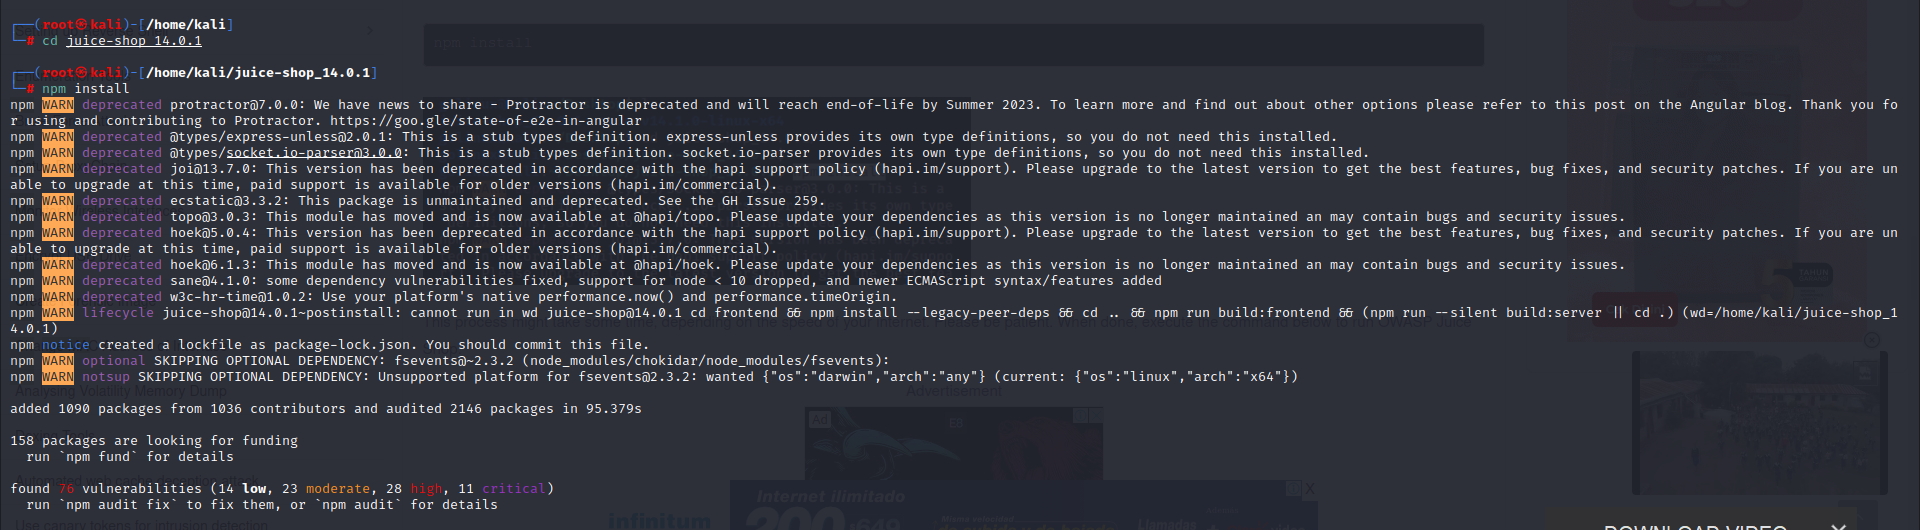 ┌──(root㉿kali)-[/home/kali]
└─# cd juice-shop_14.0.1
┌──(root㉿kali)-[/home/kali/juice-shop_14.0.1]
└─# npm install
npm WARN deprecated protractor@7.0.0: We have news to share - Protractor is deprecated and will reach end-of-life by Summer 2023. To learn more and find out about other options please refer to this post on the Angular blog. Thank you fo
r using and contributing to Protractor. https://goo.gle/state-of-e2e-in-angular
npm WARN deprecated @types/express-unless@2.0.1: This is a stub types definition. express-unless provides its own type definitions, so you do not need this installed.
npm WARN deprecated @types/socket.io-parser@3.0.0: This is a stub types definition. socket.io-parser provides its own type definitions, so you do not need this installed.
npm WARN deprecated joi@13.7.0: This version has been deprecated in accordance with the hapi support policy (hapi.im/support). Please upgrade to the latest version to get the best features, bug fixes, and security patches. If you are un
able to upgrade at this time, paid support is available for older versions (hapi.im/commercial).
npm WARN deprecated ecstatic@3.3.2: This package is unmaintained and deprecated. See the GH Issue 259.
npm WARN deprecated topo@3.0.3: This module has moved and is now available at @hapi/topo. Please update your dependencies as this version is no longer maintained an may contain bugs and security issues.
npm WARN deprecated hoek@5.0.4: This version has been deprecated in accordance with the hapi support policy (hapi.im/support). Please upgrade to the latest version to get the best features, bug fixes, and security patches. If you are un
able to upgrade at this time, paid support is available for older versions (hapi.im/commercial).
npm WARN deprecated hoek@6.1.3: This module has moved and is now available at @hapi/hoek. Please update your dependencies as this version is no longer maintained an may contain bugs and security issues.
npm WARN deprecated sane@4.1.0: some dependency vulnerabilities fixed, support for node < 10 dropped, and newer ECMAScript syntax/features added
npm WARN deprecated w3c-hr-time@1.0.2: Use your platform's native performance.now() and performance.timeOrigin.
npm WARN lifecycle juice-shop@14.0.1~postinstall: cannot run in wd juice-shop@14.0.1 cd frontend && npm install --legacy-peer-deps && cd .. && npm run build:frontend && (npm run --silent build:server || cd .) (wd=/home/kali/juice-shop_1
4.0.1)
npm notice created a lockfile as package-lock.json. You should commit this file.
npm WARN optional SKIPPING OPTIONAL DEPENDENCY: fsevents@~2.3.2 (node_modules/chokidar/node_modules/fsevents):
npm WARN notsup SKIPPING OPTIONAL DEPENDENCY: Unsupported platform for fsevents@2.3.2: wanted {"os":"darwin","arch":"any"} (current: {"os":"linux","arch":"x64"})
added 1090 packages from 1036 contributors and audited 2146 packages in 95.379s
158 packages are looking for funding
run `npm fund` for details
found 76 vulnerabilities (14 low, 23 moderate, 28 high, 11 critical)
run `npm audit fix` to fix them, or `npm audit` for details
npm install
Analysing Volatility Memory Dump
Advertisement
Ad
Internet ilimitado
infinitum
Llamadas
Use canary tokens for intrusion detection
DOWNLOAD VIDEO